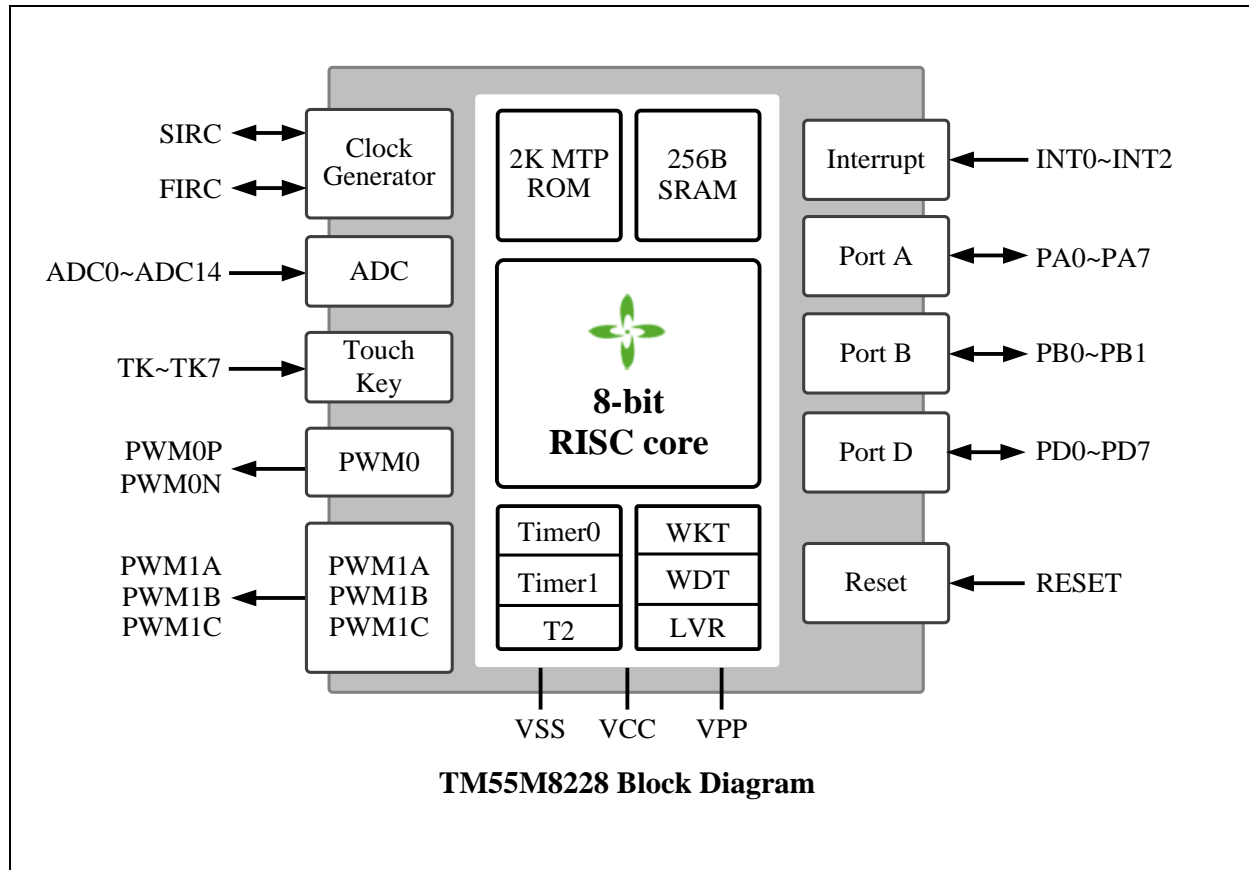 SIRC
FIRC
Clock
Generator
ADC0~ADC14
ADC
TK~TK7
Touch
Key
PWM0P
PWM0N
PWM0
PWM1A
PWM1B
PWM1C
PWM1A
PWM1B
PWM1C
2K MTP
ROM
256B
SRAM
8-bit
RISC core
Timer0
Timer1
T2
WKT
WDT
LVR
Interrupt
INT0~INT2
Port A
PA0~PA7
Port B
PB0~PB1
Port D
PD0~PD7
Reset
RESET
VSS
VCC
VPP
TM55M8228 Block Diagram